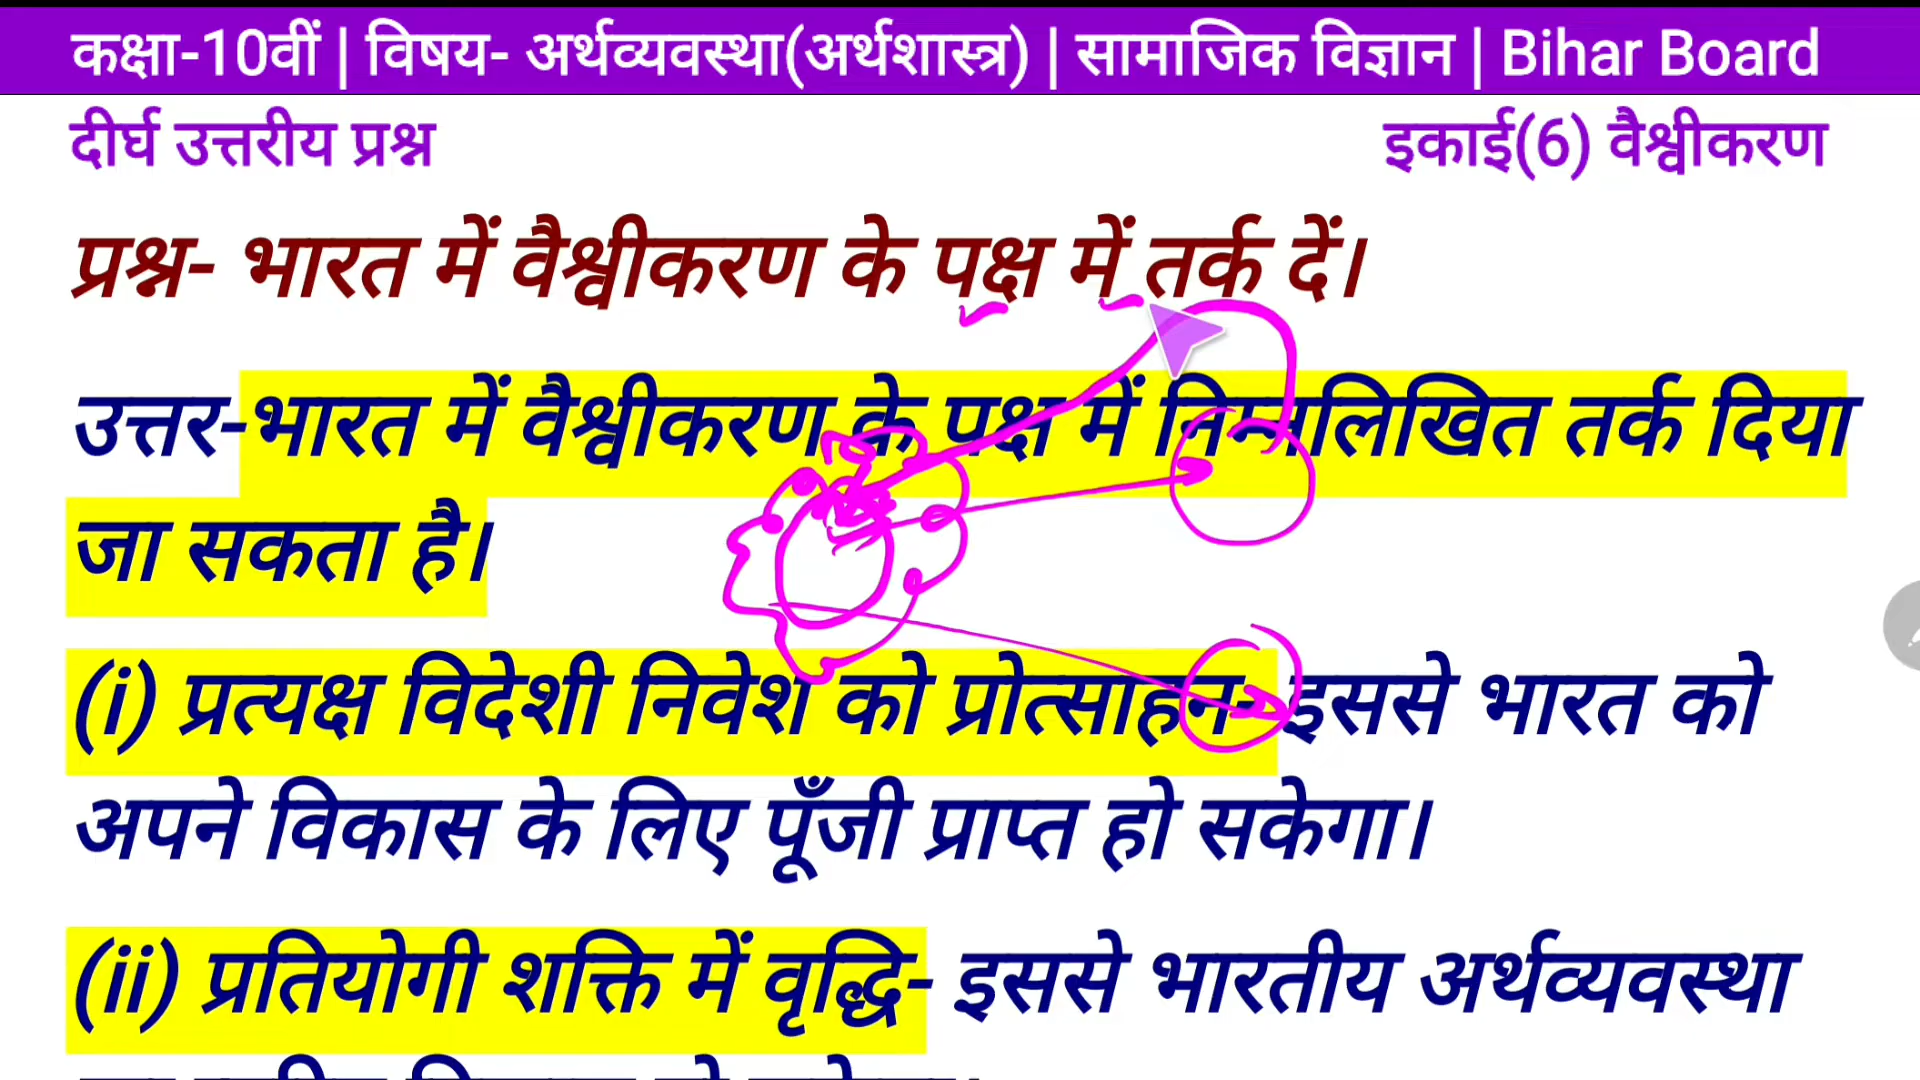 कक्षा-10वीं | विषय- अर्थव्यवस्था(अर्थशास्त्र) | सामाजिक विज्ञान | Bihar Board
दीर्घ उत्तरीय प्रश्न
इकाई(6) वैश्वीकरण
प्रश्न- भारत में वैश्वीकरण के पक्ष में तर्क दें।
उत्तर-भारत में वैश्वीकरण के पक्ष में निम्नलिखित तर्क दिया
जा सकता है।
(i) प्रत्यक्ष विदेशी निवेश को प्रोत्साहन- इससे भारत को
अपने विकास के लिए पूँजी प्राप्त हो सकेगा।
(ii) प्रतियोगी शक्ति में वृद्धि- इससे भारतीय अर्थव्यवस्था